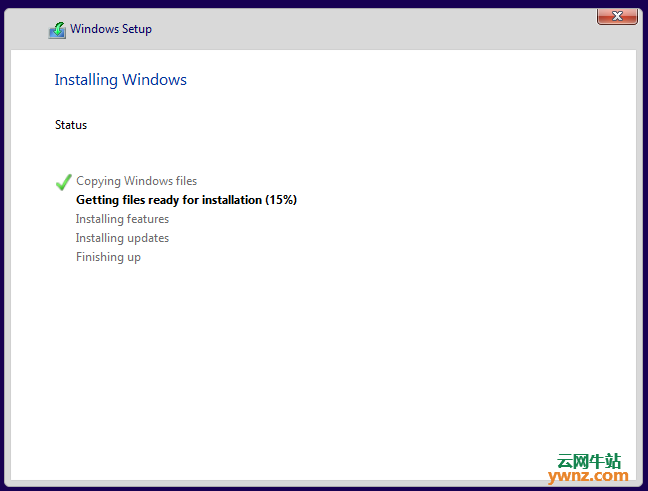 Windows Setup
Installing Windows
Status
Copying Windows files
Getting files ready for installation (15%)
Installing features
Installing updates
Finishing up
云网牛站
ywnz.com